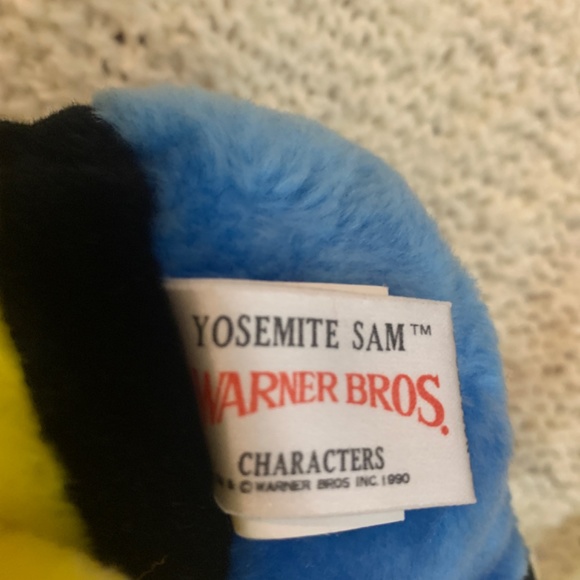 YOSEMITE SAM™
WARNER BROS.
CHARACTERS
& © WARNER BROS INC. 1990